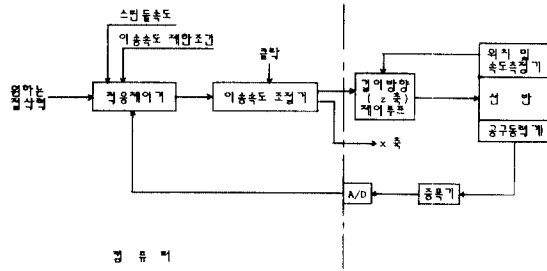 스핀들속도
이송속도 제한조건
원하는
절삭력
적응제어기
클럭
이송속도 조절기
길이방향
( z 축)
제어루프
x 축
위치 및
속도측정기
선 반
공구동력계
A/D
증폭기
컴 퓨 터